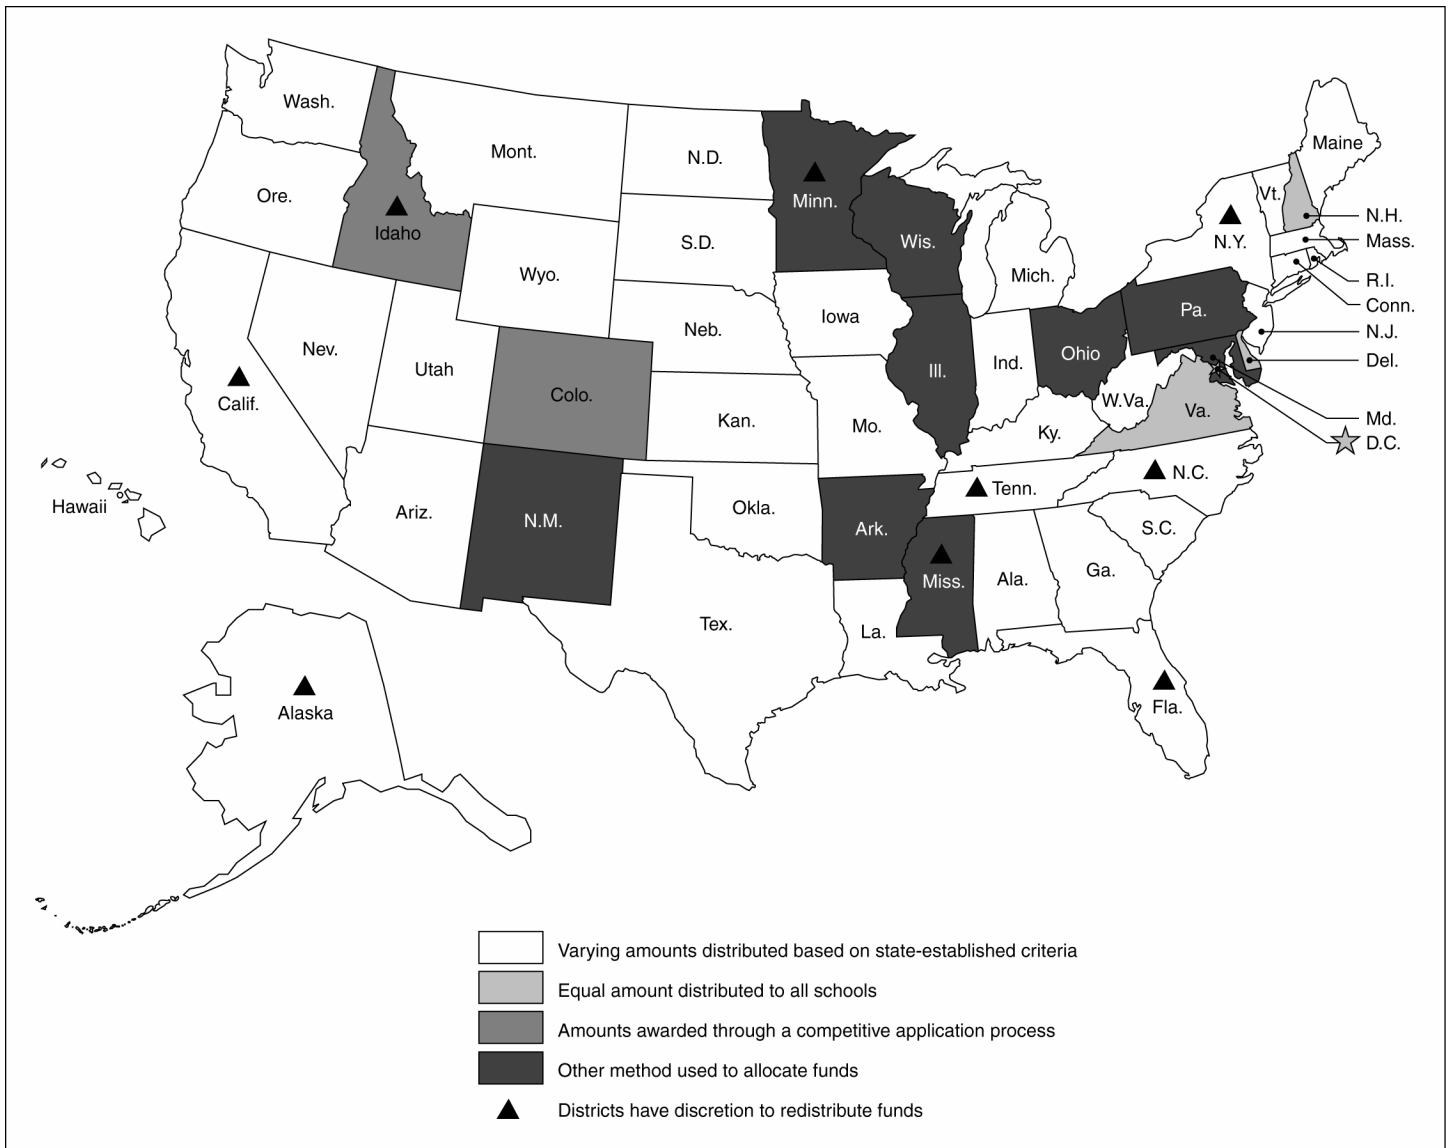 Wash.
Maine
Mont.
N.D.
Minn.
Vt.
Ore.
N.H.
Idaho
N.Y.
Mass.
S.D.
Wis.
Wyo.
Mich.
R.I.
Conn.
Iowa
Pa.
Neb.
N.J.
Nev.
Ohio
Del.
Utah
Ind.
Ill.
Colo.
Calif.
W.Va.
Va.
Md.
Kan.
Mo.
Ky.
D.C.
N.C.
Tenn.
Hawaii
Okla.
Ariz.
N.M.
Ark.
S.C.
Ga.
Ala.
Miss.
Tex.
La.
Fla.
Alaska
Varying amounts distributed based on state-established criteria
Equal amount distributed to all schools
Amounts awarded through a competitive application process
Other method used to allocate funds
Districts have discretion to redistribute funds